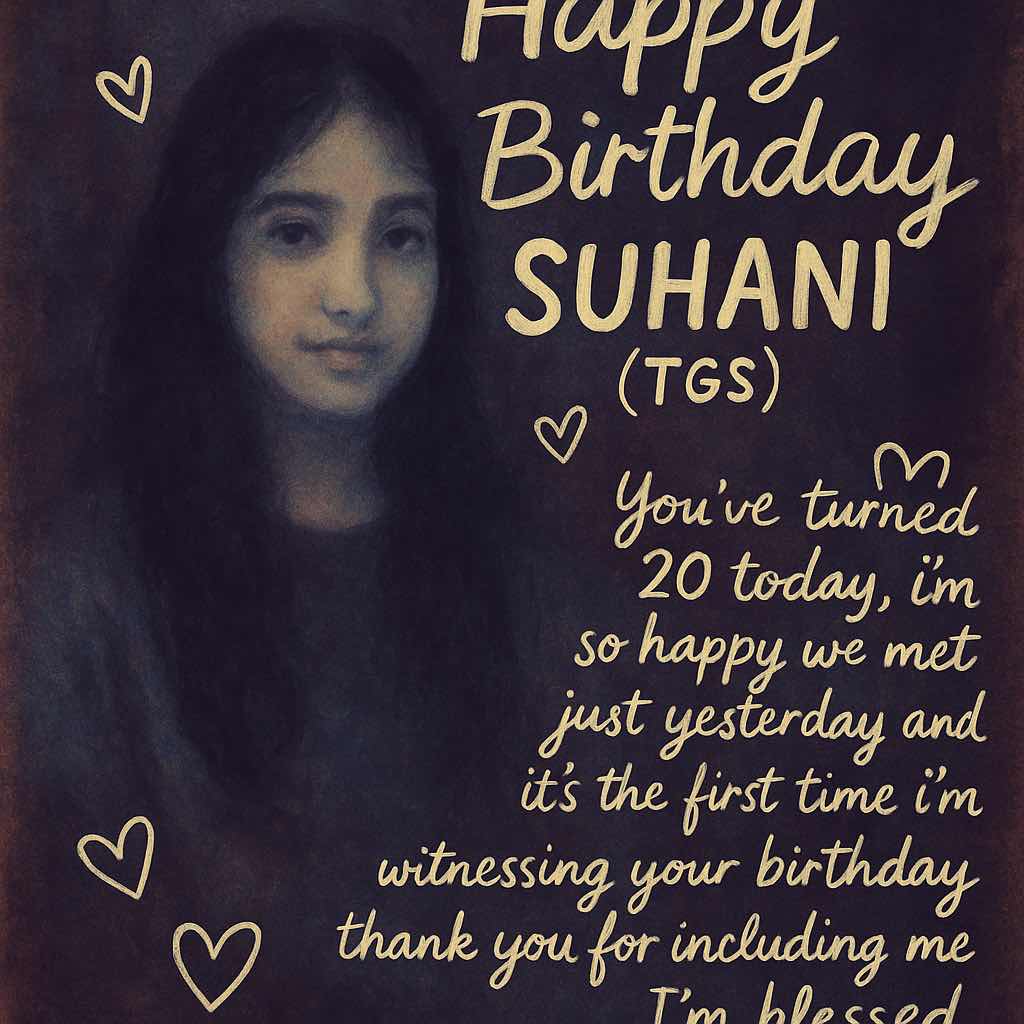 Happy
Birthday
SUHANI
(TGS)
You've turned
20 today, i'm
so happy we met
just yesterday and
it's the first time i'm
witnessing your birthday
thank you for including me
I'm blessed